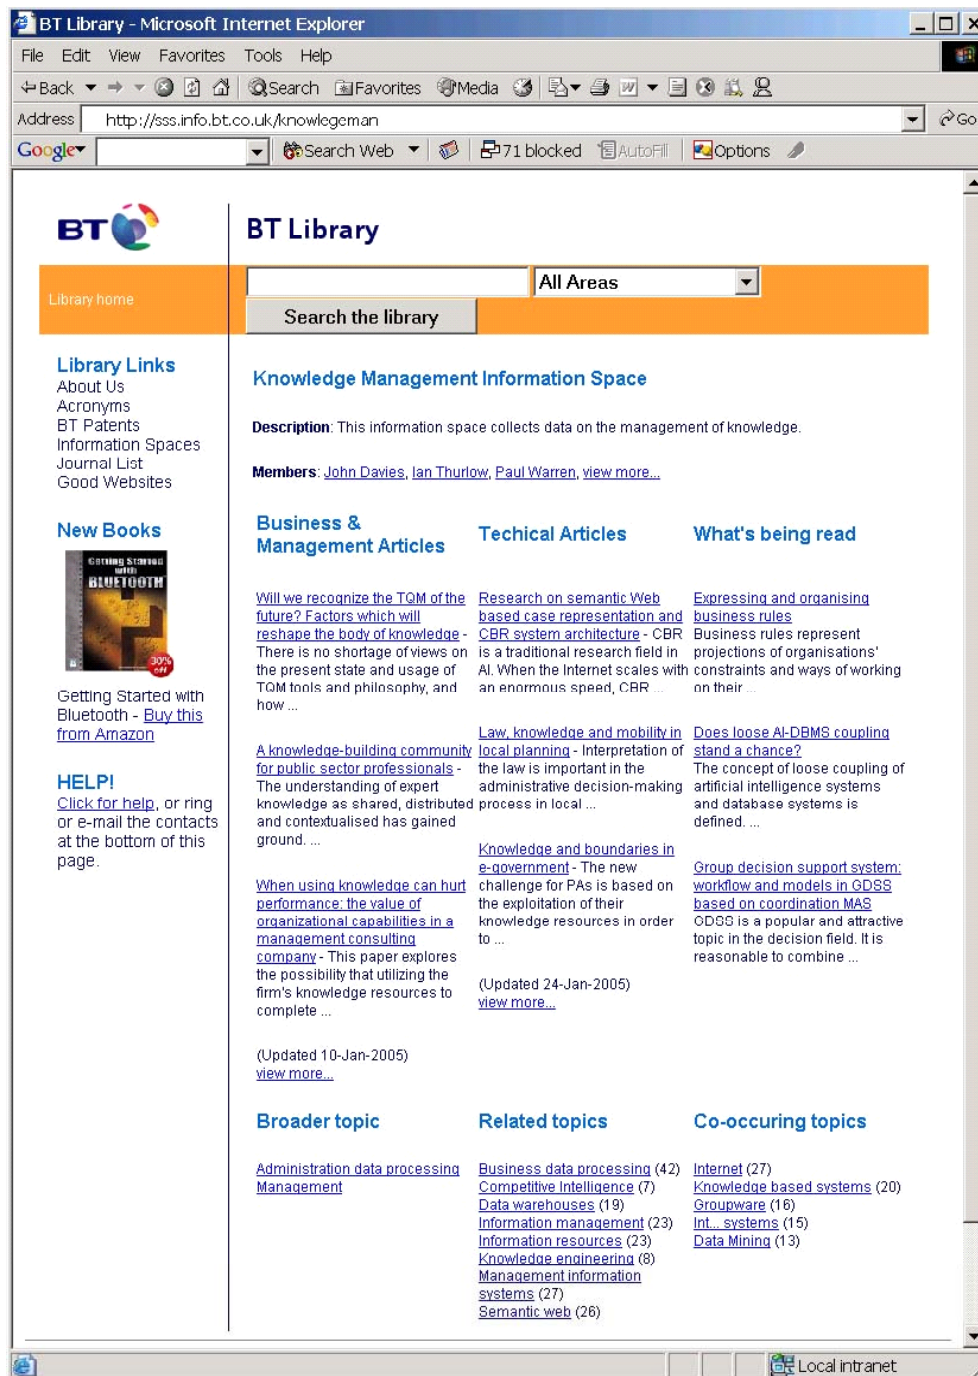 BT Library - Microsoft Internet Explorer
File Edit View Favorites Tools Help
Back Search Favorites Media
Address http://sss.info.bt.co.uk/knowlegeman Go
Google Search Web 71 blocked AutoFill Options
BT
BT Library
Library home
All Areas
Search the library
Library Links
About Us
Acronyms
BT Patents
Information Spaces
Journal List
Good Websites
New Books
Getting Started
with
BLUETOOTH
30%
off
Getting Started with
Bluetooth - Buy this
from Amazon
HELP!
Click for help, or ring
or e-mail the contacts
at the bottom of this
page.
Knowledge Management Information Space
Description: This information space collects data on the management of knowledge.
Members: John Davies, Ian Thurlow, Paul Warren, view more...
Business &
Management Articles
Will we recognize the TQM of the
future? Factors which will
reshape the body of knowledge -
There is no shortage of views on
the present state and usage of
TQM tools and philosophy, and
how ...
A knowledge-building community
for public sector professionals -
The understanding of expert
knowledge as shared, distributed
and contextualised has gained
ground. ...
When using knowledge can hurt
performance: the value of
organizational capabilities in a
management consulting
company - This paper explores
the possibility that utilizing the
firm's knowledge resources to
complete ...
(Updated 10-Jan-2005)
view more...
Techical Articles
Research on semantic Web
based case representation and
CBR system architecture - CBR
is a traditional research field in
AI. When the Internet scales with
an enormous speed, CBR ...
Law, knowledge and mobility in
local planning - Interpretation of
the law is important in the
administrative decision-making
process in local ...
Knowledge and boundaries in
e-government - The new
challenge for PAs is based on
the exploitation of their
knowledge resources in order
to ...
(Updated 24-Jan-2005)
view more...
What's being read
Expressing and organising
business rules
Business rules represent
projections of organisations'
constraints and ways of working
on their ...
Does loose AI-DBMS coupling
stand a chance?
The concept of loose coupling of
artificial intelligence systems
and database systems is
defined. ...
Group decision support system:
workflow and models in GDSS
based on coordination MAS
GDSS is a popular and attractive
topic in the decision field. It is
reasonable to combine ...
Broader topic
Administration data processing
Management
Related topics
Business data processing (42)
Competitive Intelligence (7)
Data warehouses (19)
Information management (23)
Information resources (23)
Knowledge engineering (8)
Management information
systems (27)
Semantic web (26)
Co-occuring topics
Internet (27)
Knowledge based systems (20)
Groupware (16)
Int... systems (15)
Data Mining (13)
Local intranet